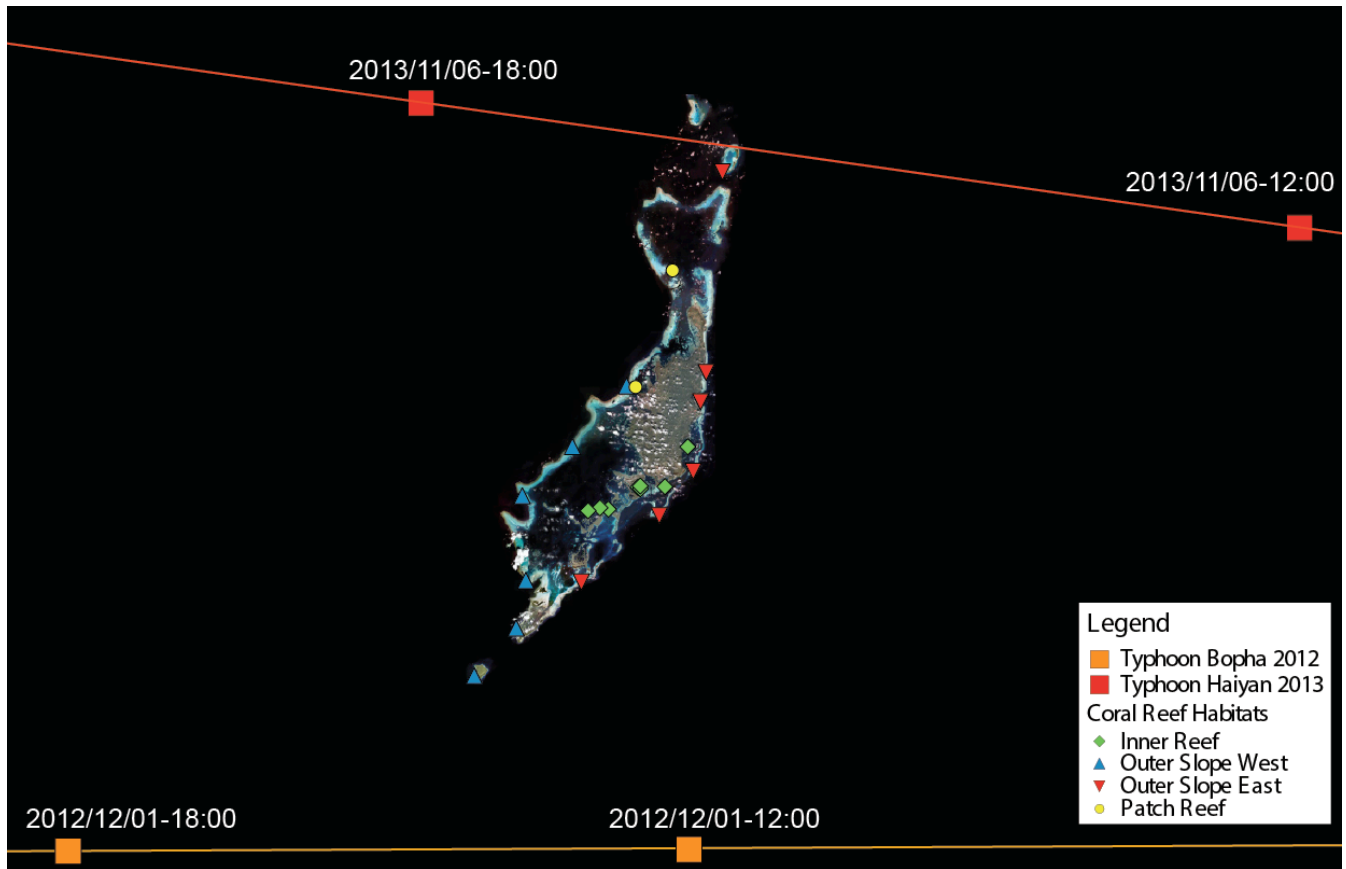 2013/11/06-18:00
2013/11/06-12:00
Legend
Typhoon Bopha 2012
Typhoon Haiyan 2013
Coral Reef Habitats
Inner Reef
Outer Slope West
Outer Slope East
Patch Reef
2012/12/01-18:00
2012/12/01-12:00